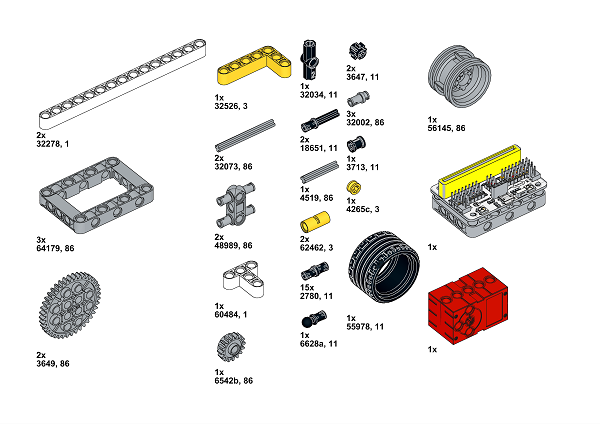 2x
32278, 1
3x
64179, 86
2x
3649, 86
1x
32526, 3
2x
32073, 86
2x
48989, 86
1x
60484, 1
1x
6542b, 86
1x
32034, 11
2x
18651, 11
1x
4519, 86
2x
62462, 3
15x
2780, 11
1x
6628a, 11
2x
3647, 11
3x
32002, 86
1x
3713, 11
1x
4265c, 3
1x
55978, 11
1x
56145, 86
1x
1x